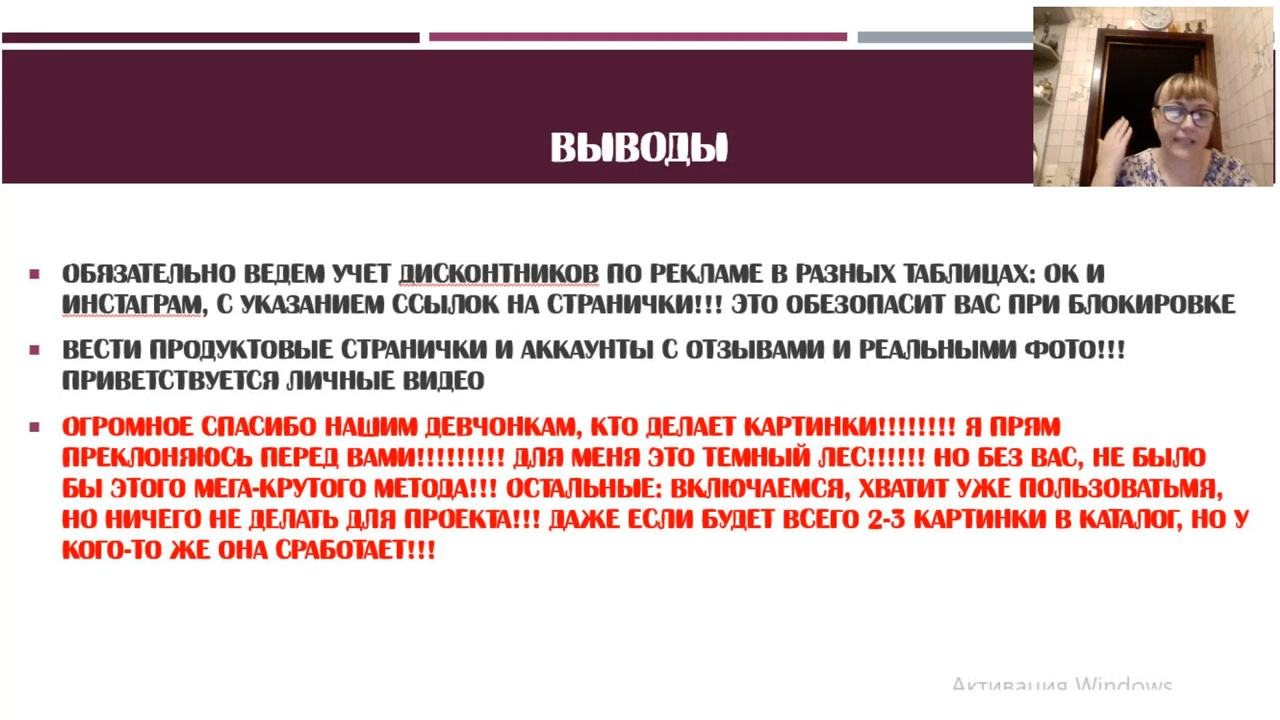 ВЫВОДЫ
ОБЯЗАТЕЛЬНО ВЕДЕМ УЧЕТ ДИСКОНТНИКОВ ПО РЕКЛАМЕ В РАЗНЫХ ТАБЛИЦАХ: ОК И
ИНСТАГРАМ, С УКАЗАНИЕМ ССЫЛОК НА СТРАНИЧКИ!!! ЭТО ОБЕЗОПАСИТ ВАС ПРИ БЛОКИРОВКЕ
ВЕСТИ ПРОДУКТОВЫЕ СТРАНИЧКИ И АККАУНТЫ С ОТЗЫВАМИ И РЕАЛЬНЫМИ ФОТО!!!
ПРИВЕТСТВУЕТСЯ ЛИЧНЫЕ ВИДЕО
ОГРОМНОЕ СПАСИБО НАШИМ ДЕВЧОНКАМ, КТО ДЕЛАЕТ КАРТИНКИ!!!!!!!! Я ПРЯМ
ПРЕКЛОНЯЮСЬ ПЕРЕД ВАМИ!!!!!!!!! ДЛЯ МЕНЯ ЭТО ТЕМНЫЙ ЛЕС!!!!!! НО БЕЗ ВАС, НЕ БЫЛО
БЫ ЭТОГО МЕГА-КРУТОГО МЕТОДА!!! ОСТАЛЬНЫЕ: ВКЛЮЧАЕМСЯ, ХВАТИТ УЖЕ ПОЛЬЗОВАТЬМЯ,
НО НИЧЕГО НЕ ДЕЛАТЬ ДЛЯ ПРОЕКТА!!! ДАЖЕ ЕСЛИ БУДЕТ ВСЕГО 2-3 КАРТИНКИ В КАТАЛОГ, НО У
КОГО-ТО ЖЕ ОНА СРАБОТАЕТ!!!
Активация Windows